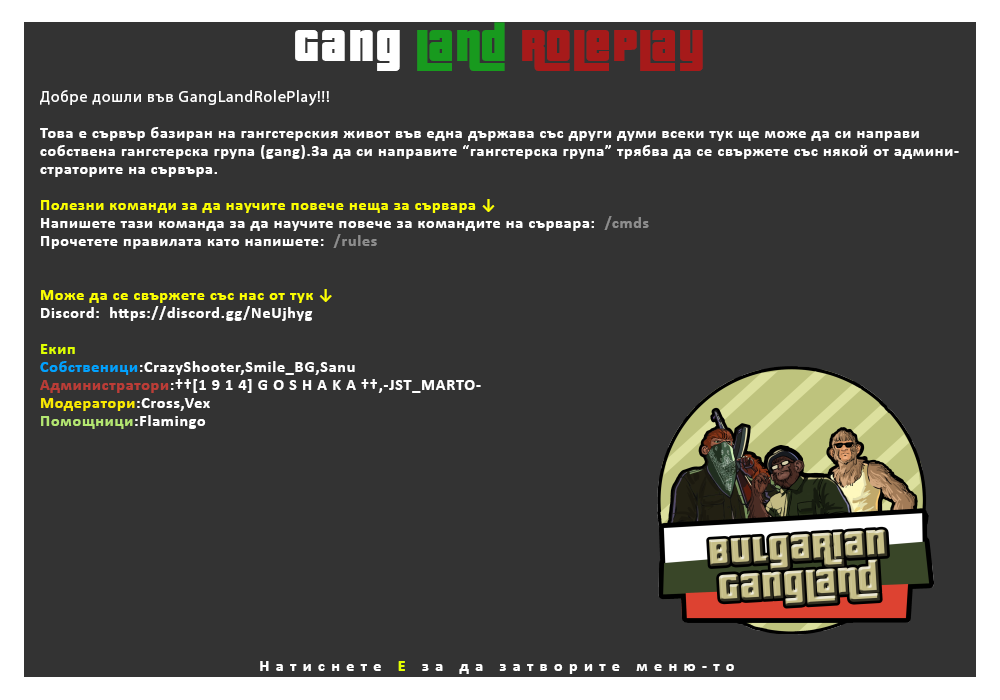 Gang Land RolePlay
Добре дошли във GangLandRolePlay!!!
Това е сървър базиран на гангстерския живот във една държава със други думи всеки тук ще може да си направи
собствена гангстерска група (gang).За да си направите “гангстерска група” трябва да се свържете със някой от админи-
страторите на сървъра.
Полезни команди за да научите повече неща за сървара ↓
Напишете тази команда за да научите повече за командите на сървара: /cmds
Прочетете правилата като напишете: /rules
Може да се свържете със нас от тук ↓
Discord: https://discord.gg/NeUjhyg
Екип
Собственици:CrazyShooter,Smile_BG,Sanu
Администратори:††[1 9 1 4] G O S H A K A ††,-JST_MARTO-
Модератори:Cross,Vex
Помощници:Flamingo
BULGARIAN
GANGLAND
Натиснете Е за да затворите меню-то